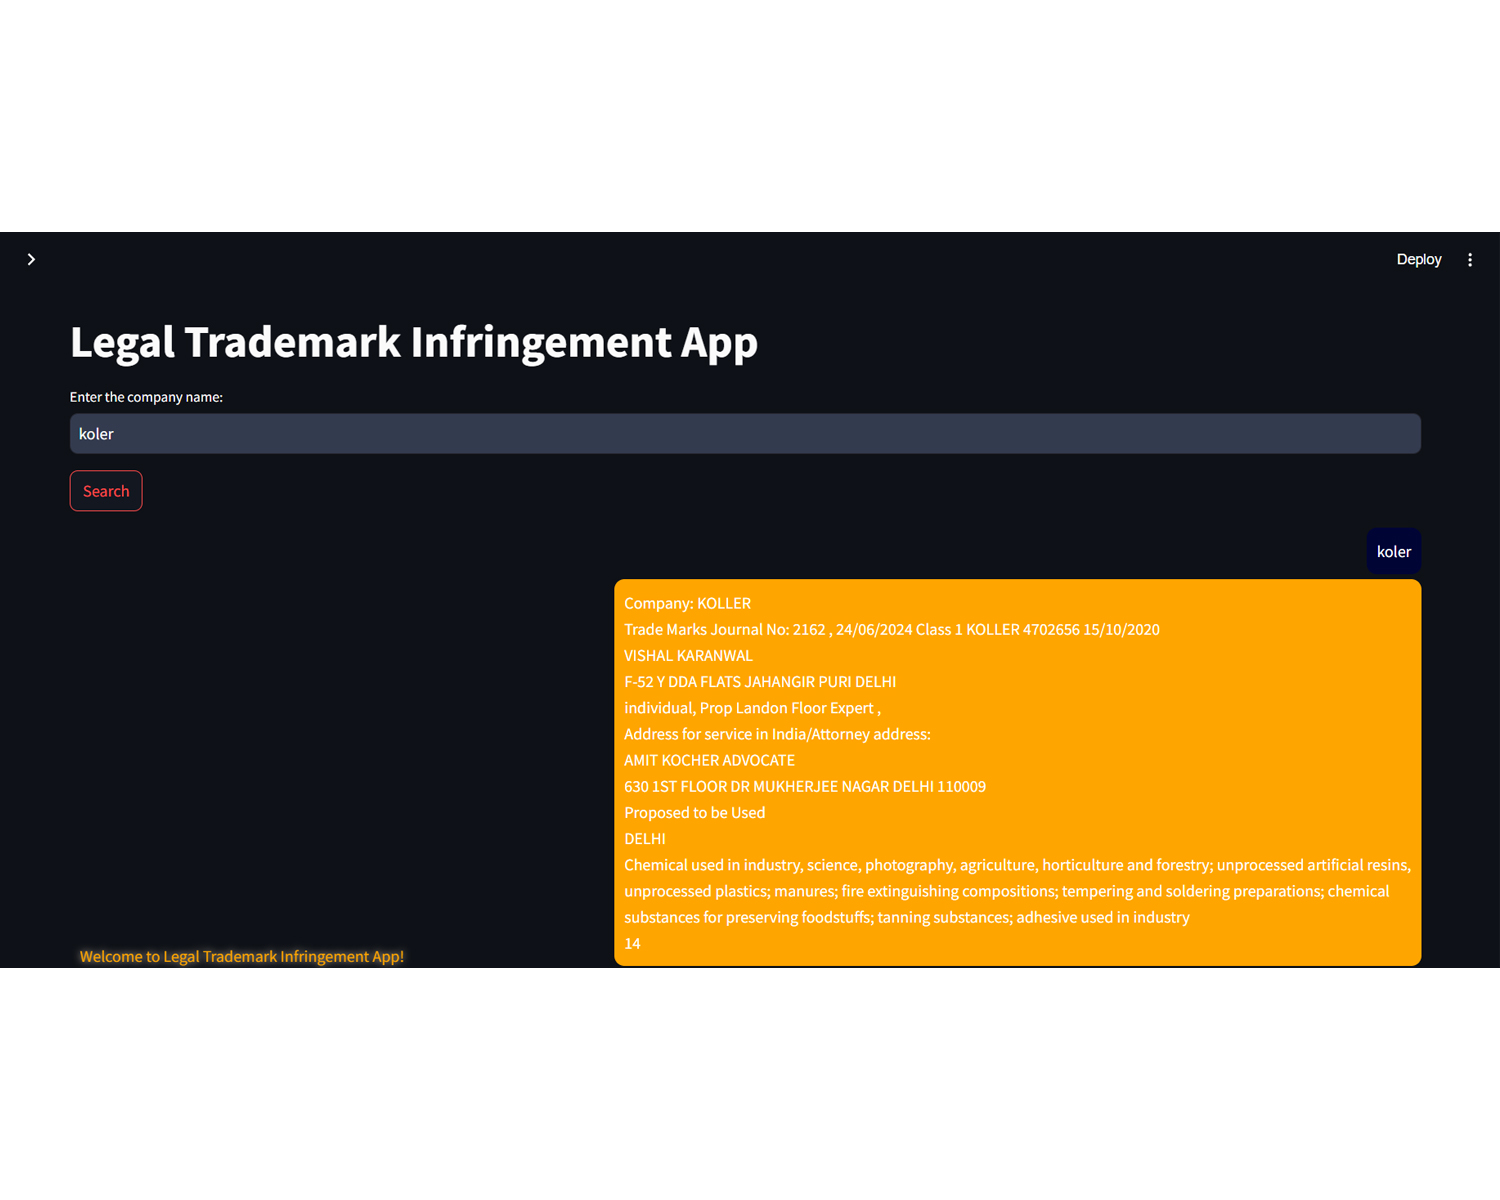 Deploy
Legal Trademark Infringement App
Enter the company name:
koler
Search
koler
Company: KOLLER
Trade Marks Journal No: 2162 , 24/06/2024 Class 1 KOLLER 4702656 15/10/2020
VISHAL KARANWAL
F-52 Y DDA FLATS JAHANGIR PURI DELHI
individual, Prop Landon Floor Expert ,
Address for service in India/Attorney address:
AMIT KOCHER ADVOCATE
630 1ST FLOOR DR MUKHERJEE NAGAR DELHI 110009
Proposed to be Used
DELHI
Chemical used in industry, science, photography, agriculture, horticulture and forestry; unprocessed artificial resins,
unprocessed plastics; manures; fire extinguishing compositions; tempering and soldering preparations; chemical
substances for preserving foodstuffs; tanning substances; adhesive used in industry
14
Welcome to Legal Trademark Infringement App!